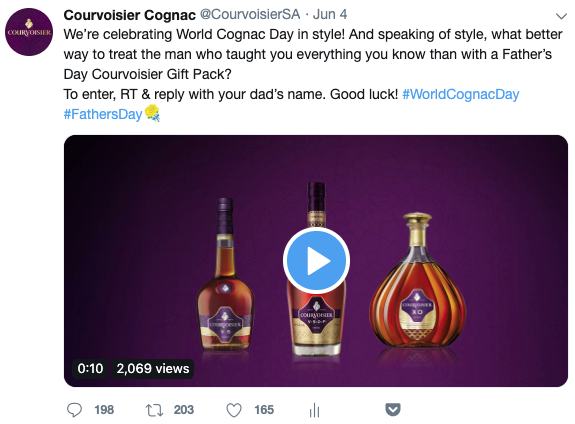 COURVOISIER
Courvoisier Cognac @CourvoisierSA · Jun 4
We're celebrating World Cognac Day in style! And speaking of style, what better
way to treat the man who taught you everything you know than with a Father's
Day Courvoisier Gift Pack?
To enter, RT & reply with your dad's name. Good luck! #WorldCognacDay
#FathersDay
COURVOISIER
COURVOISIER
V·S·O·P
COURVOISIER
XO
0:10 2,069 views
198 203 165